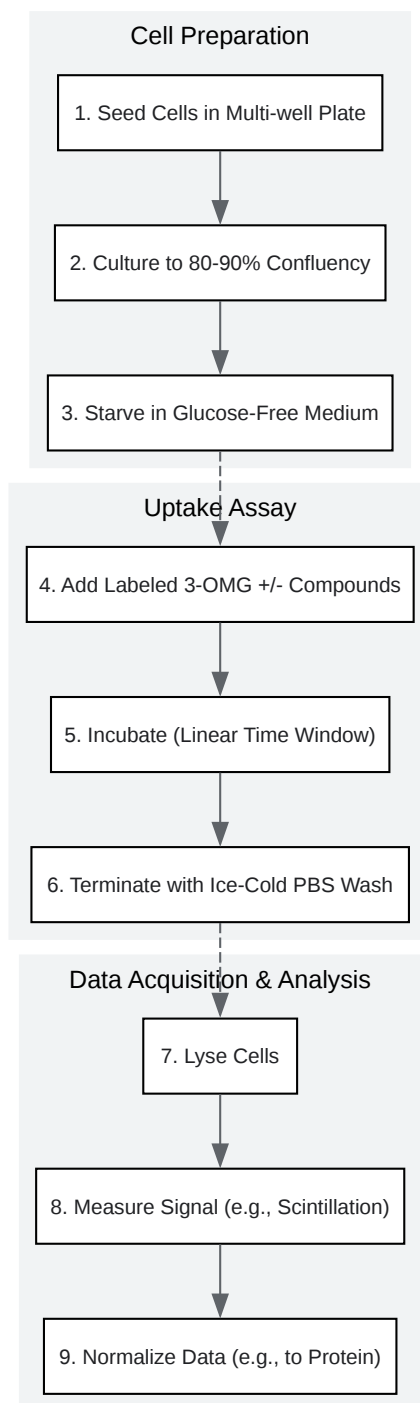 Cell Preparation
1. Seed Cells in Multi-well Plate
2. Culture to 80-90% Confluency
3. Starve in Glucose-Free Medium
Uptake Assay
4. Add Labeled 3-OMG +/- Compounds
5. Incubate (Linear Time Window)
6. Terminate with Ice-Cold PBS Wash
Data Acquisition & Analysis
7. Lyse Cells
8. Measure Signal (e.g., Scintillation)
9. Normalize Data (e.g., to Protein)